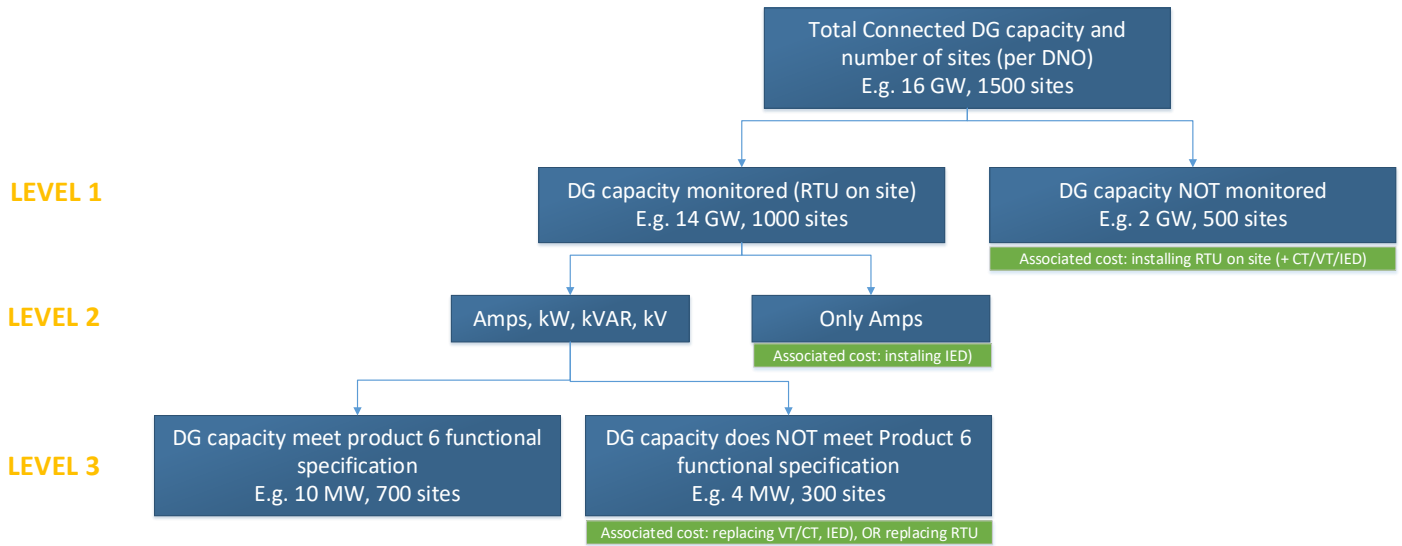 Total Connected DG capacity and
number of sites (per DNO)
E.g. 16 GW, 1500 sites
LEVEL 1
DG capacity monitored (RTU on site)
E.g. 14 GW, 1000 sites
DG capacity NOT monitored
E.g. 2 GW, 500 sites
Associated cost: installing RTU on site (+ CT/VT/IED)
LEVEL 2
Amps, kW, kVAR, kV
Only Amps
Associated cost: instaling IED)
LEVEL 3
DG capacity meet product 6 functional
specification
E.g. 10 MW, 700 sites
DG capacity does NOT meet Product 6
functional specification
E.g. 4 MW, 300 sites
Associated cost: replacing VT/CT, IED), OR replacing RTU